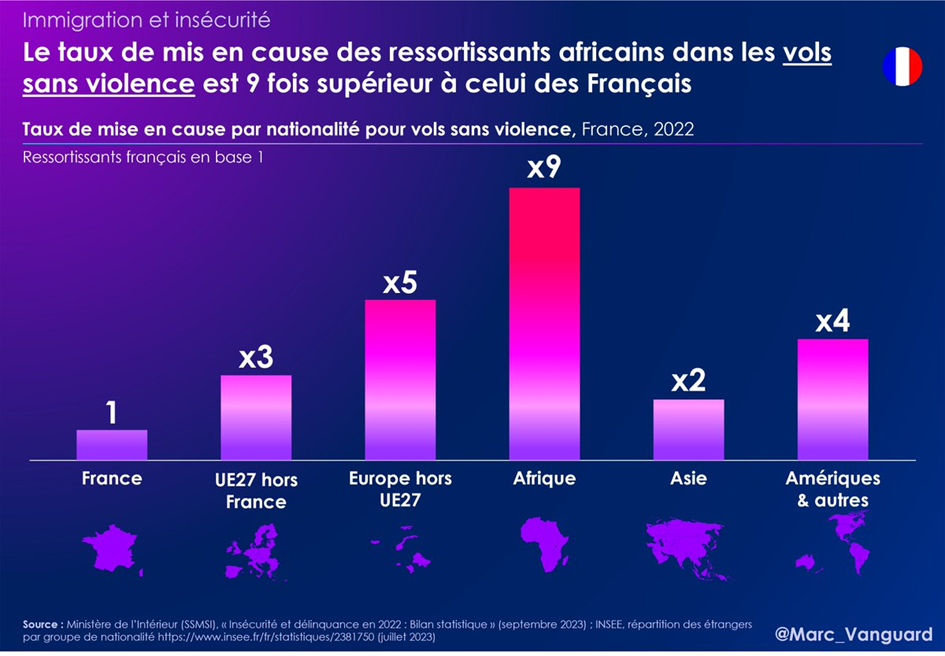 Immigration et insécurité
Le taux de mis en cause des ressortissants africains dans les vols
sans violence est 9 fois supérieur à celui des Français
Taux de mise en cause par nationalité pour vols sans violence, France, 2022
Ressortissants français en base 1
1
x3
x5
x9
x2
x4
France
UE27 hors
France
Europe hors
UE27
Afrique
Asie
Amériques
& autres
Source : Ministère de l'Intérieur (SSMSI), « Insécurité et délinquance en 2022 : Bilan statistique » (septembre 2023) ; INSEE, répartition des étrangers
par groupe de nationalité https://www.insee.fr/fr/statistiques/2381750 (juillet 2023)
@Marc_Vanguard